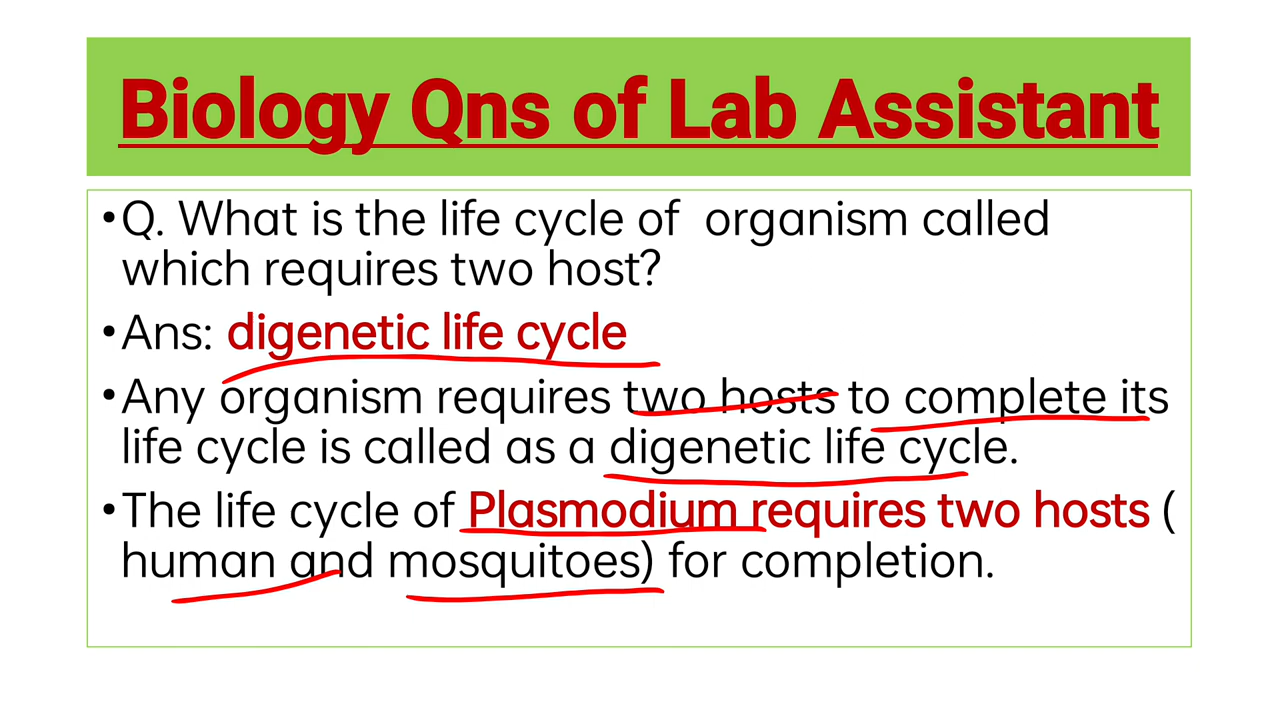 Biology Qns of Lab Assistant
•Q. What is the life cycle of organism called
which requires two host?
•Ans: digenetic life cycle
•Any organism requires two hosts to complete its
life cycle is called as a digenetic life cycle.
•The life cycle of Plasmodium requires two hosts (
human and mosquitoes) for completion.